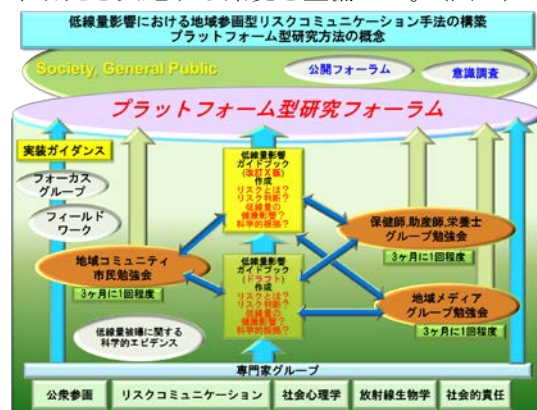 低線量影響における地域参画型リスクコミュニケーション手法の構築
プラットフォーム型研究方法の概念
Society, General Public
公開フォーラム
意識調査
プラットフォーム型研究フォーラム
実装ガイダンス
フォーカス
グループ
フィールド
ワーク
低線量影響
ガイドブック
(改訂X版)
作成
リスクとは?
リスク判断?
低線量の
健康影響?
科学的根拠?
保健師,助産師,栄養士
グループ勉強会
3ヶ月に1回程度
地域コミュニティ
市民勉強会
3ヶ月に1回程度
低線量影響
ガイドブック
(ドラフト)
作成
リスクとは?
リスク判断?
低線量の
健康影響?
科学的根拠?
地域メディア
グループ勉強会
3ヶ月に1回程度
低線量被曝に関する
科学的エビデンス
専門家グループ
公衆参画
リスクコミュニケーション
社会心理学
放射線生物学
社会的責任